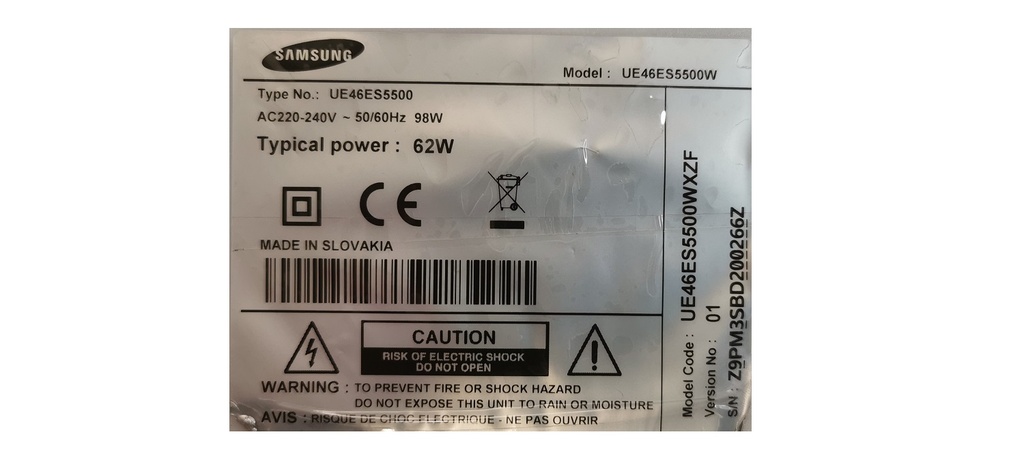 SAMSUNG
Model : UE46ES5500W
Type No.: UE46ES5500
AC220-240V ~ 50/60Hz 98W
Typical power : 62W
CE
MADE IN SLOVAKIA
CAUTION
RISK OF ELECTRIC SHOCK
DO NOT OPEN
WARNING : TO PREVENT FIRE OR SHOCK HAZARD
DO NOT EXPOSE THIS UNIT TO RAIN OR MOISTURE
AVIS : RISQUE DE CHOC ELECTRIQUE - NE PAS OUVRIR
Model Code : UE46ES5500WXZF
Version No : 01
S/N : Z9PM3SBD200266Z